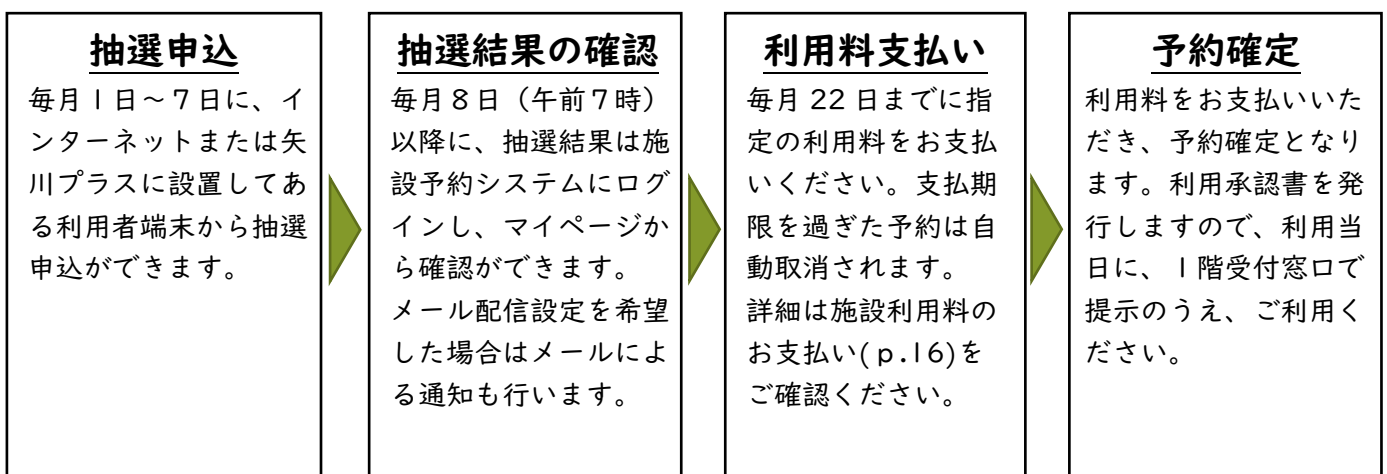 抽選申込
毎月1日~7日に、イ
ンターネットまたは矢
川プラスに設置してあ
る利用者端末から抽選
申込ができます。
抽選結果の確認
毎月8日(午前7時)
以降に、抽選結果は施
設予約システムにログ
インし、マイページか
ら確認ができます。
メール配信設定を希望
した場合はメールによ
る通知も行います。
利用料支払い
毎月 22 日までに指
定の利用料をお支払
いください。支払期
限を過ぎた予約は自
動取消されます。
詳細は施設利用料の
お支払い(p.16)を
ご確認ください。
予約確定
利用料をお支払いいた
だき、予約確定となり
ます。利用承認書を発
行しますので、利用当
日に、1階受付窓口で
提示のうえ、ご利用く
ださい。